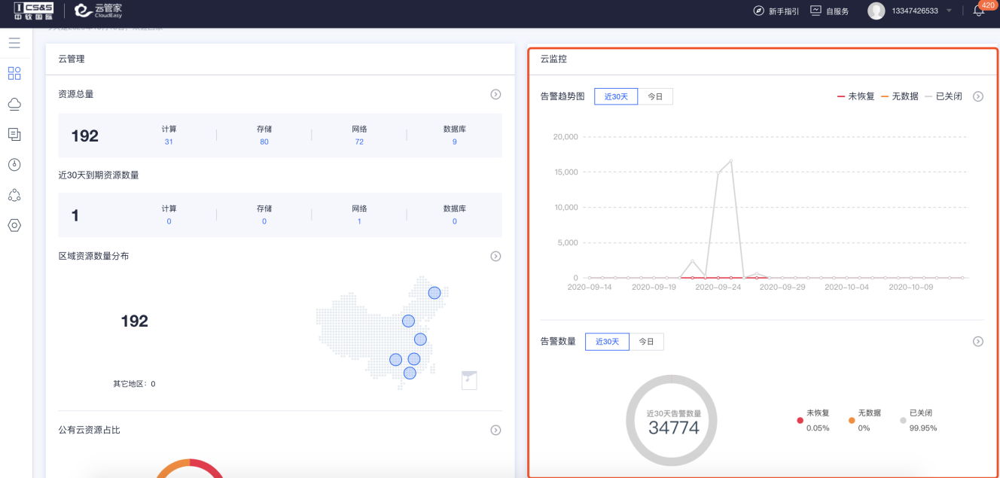 CS&S
中软国际
云管家
CloudEasy
新手指引
自服务
13347426533
420
云管理
资源总量
192
计算
31
存储
80
网络
72
数据库
9
近30天到期资源数量
1
计算
0
存储
0
网络
1
数据库
0
区域资源数量分布
192
其它地区：0
公有云资源占比
云监控
告警趋势图
近30天
今日
未恢复
无数据
已关闭
20,000
15,000
10,000
5,000
0
2020-09-14
2020-09-19
2020-09-24
2020-09-29
2020-10-04
2020-10-09
告警数量
近30天
今日
近30天告警数量
34774
未恢复
0.05%
无数据
0%
已关闭
99.95%